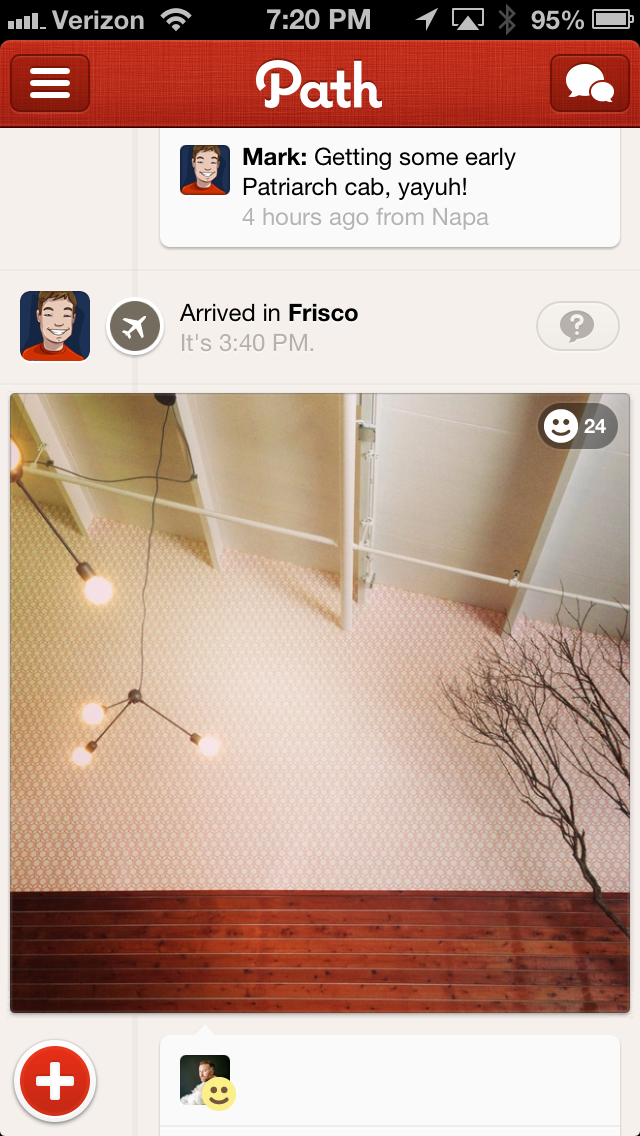 Verizon 7:20 PM 95%
Path
Mark: Getting some early
Patriarch cab, yayuh!
4 hours ago from Napa
Arrived in Frisco
It's 3:40 PM.
?
24